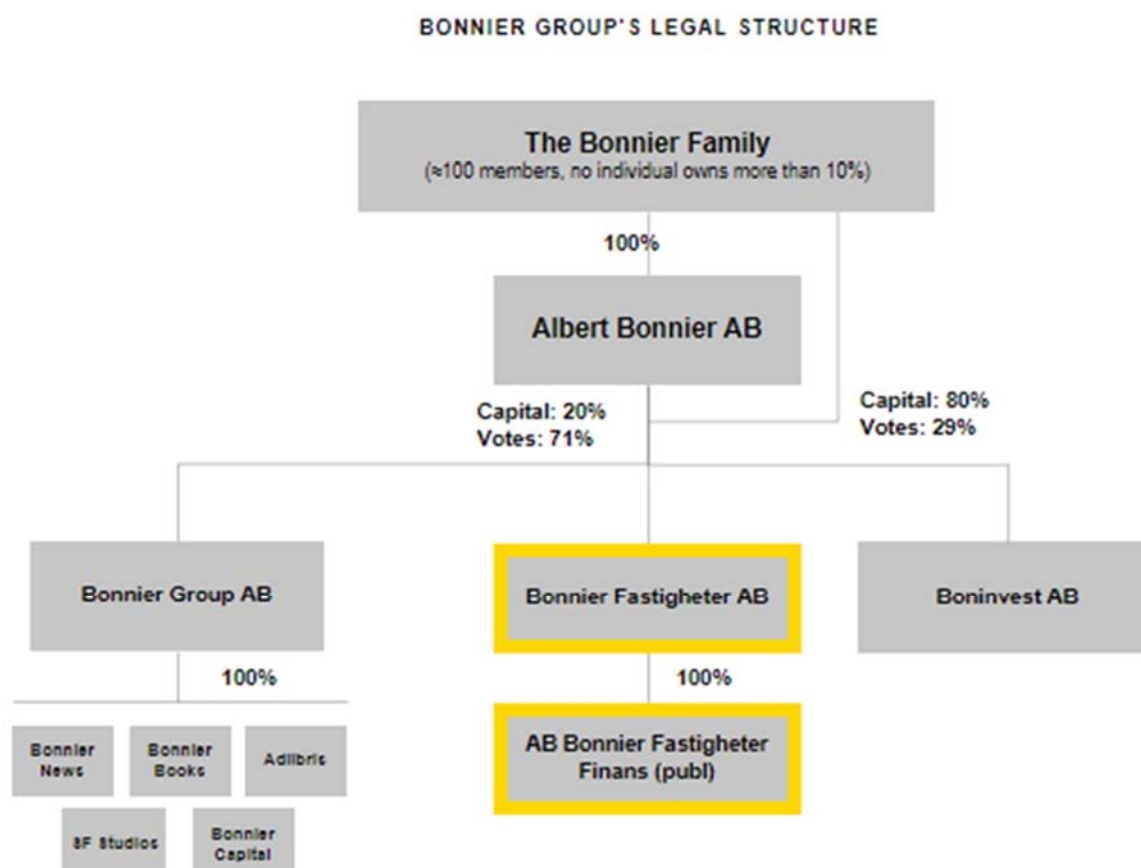 BONNIER GROUP'S LEGAL STRUCTURE
The Bonnier Family
(≈100 members, no individual owns more than 10%)
100%
Albert Bonnier AB
Capital: 20%
Votes: 71%
Capital: 80%
Votes: 29%
Bonnier Group AB
Bonnier Fastigheter AB
Boninvest AB
100%
100%
AB Bonnier Fastigheter
Finans (publ)
Bonnier
News
Bonnier
Books
Adlibris
SF Studios
Bonnier
Capital